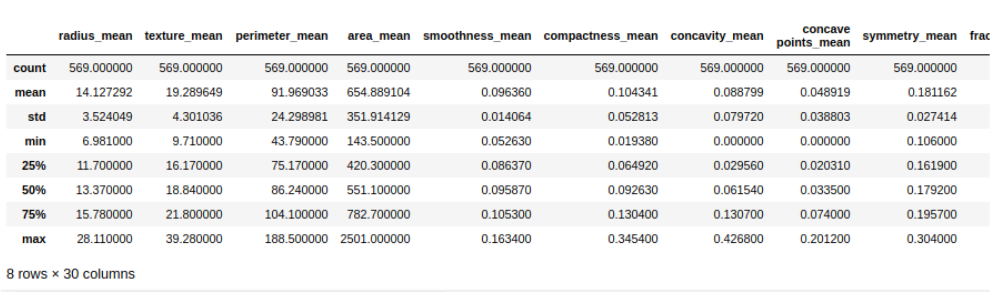 radius_mean texture_mean perimeter_mean area_mean smoothness_mean compactness_mean concavity_mean concave points_mean symmetry_mean frac
count 569.000000 569.000000 569.000000 569.000000 569.000000 569.000000 569.000000 569.000000 569.000000
mean 14.127292 19.289649 91.969033 654.889104 0.096360 0.104341 0.088799 0.048919 0.181162
std 3.524049 4.301036 24.298981 351.914129 0.014064 0.052813 0.079720 0.038803 0.027414
min 6.981000 9.710000 43.790000 143.500000 0.052630 0.019380 0.000000 0.000000 0.106000
25% 11.700000 16.170000 75.170000 420.300000 0.086370 0.064920 0.029560 0.020310 0.161900
50% 13.370000 18.840000 86.240000 551.100000 0.095870 0.092630 0.061540 0.033500 0.179200
75% 15.780000 21.800000 104.100000 782.700000 0.105300 0.130400 0.130700 0.074000 0.195700
max 28.110000 39.280000 188.500000 2501.000000 0.163400 0.345400 0.426800 0.201200 0.304000
8 rows × 30 columns